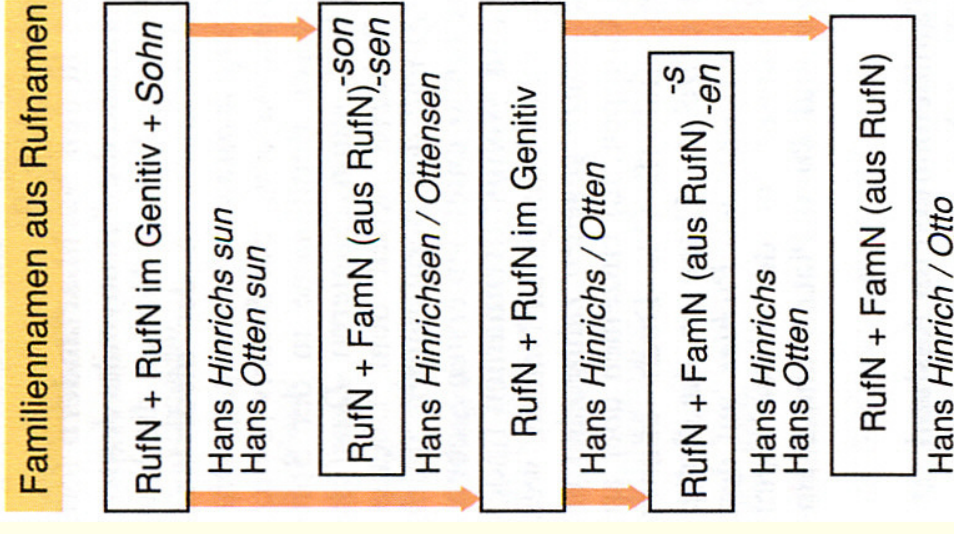 Familiennamen aus Rufnamen
RufN + RufN im Genitiv + Sohn
Hans Hinrichs sun
Hans Otten sun
RufN + FamN (aus RufN) -son
-sen
Hans Hinrichsen / Ottensen
RufN + RufN im Genitiv
Hans Hinrichs / Otten
RufN + FamN (aus RufN) -s
-en
Hans Hinrichs
Hans Otten
RufN + FamN (aus RufN)
Hans Hinrich / Otto